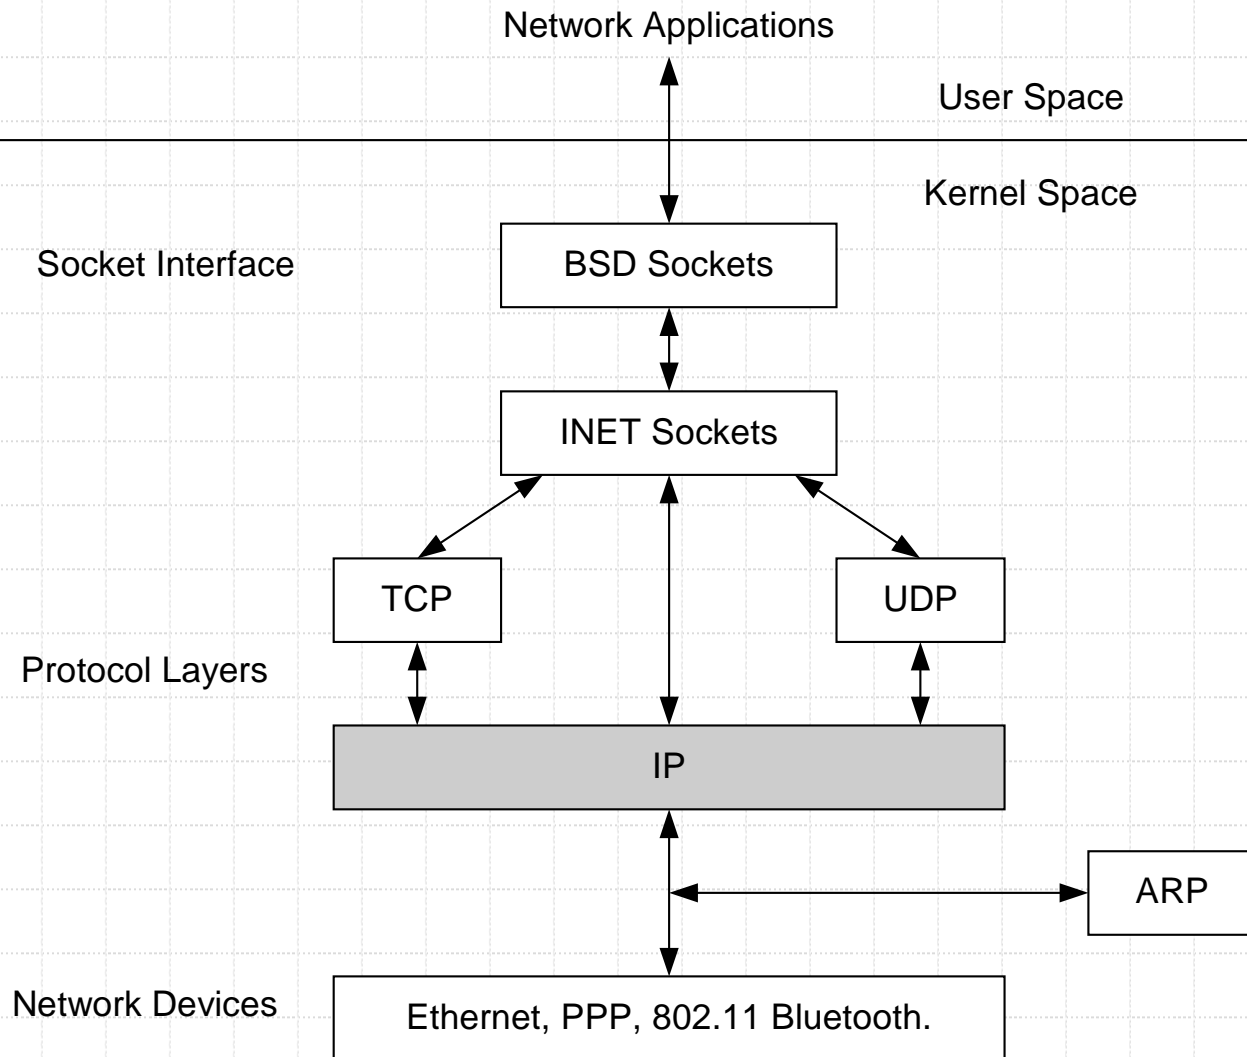 Network Applications
User Space
Kernel Space
Socket Interface
BSD Sockets
INET Sockets
TCP
UDP
Protocol Layers
IP
ARP
Network Devices
Ethernet, PPP, 802.11 Bluetooth.